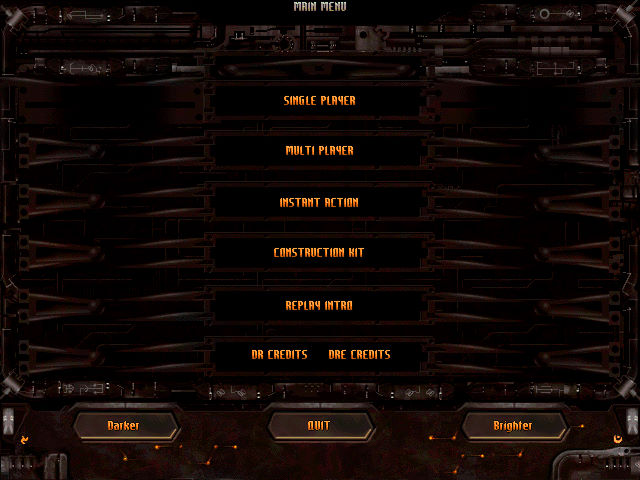 MAIN MENU
SINGLE PLAYER
MULTI PLAYER
INSTANT ACTION
CONSTRUCTION KIT
REPLAY INTRO
DR CREDITS DRE CREDITS
Darker QUIT Brighter